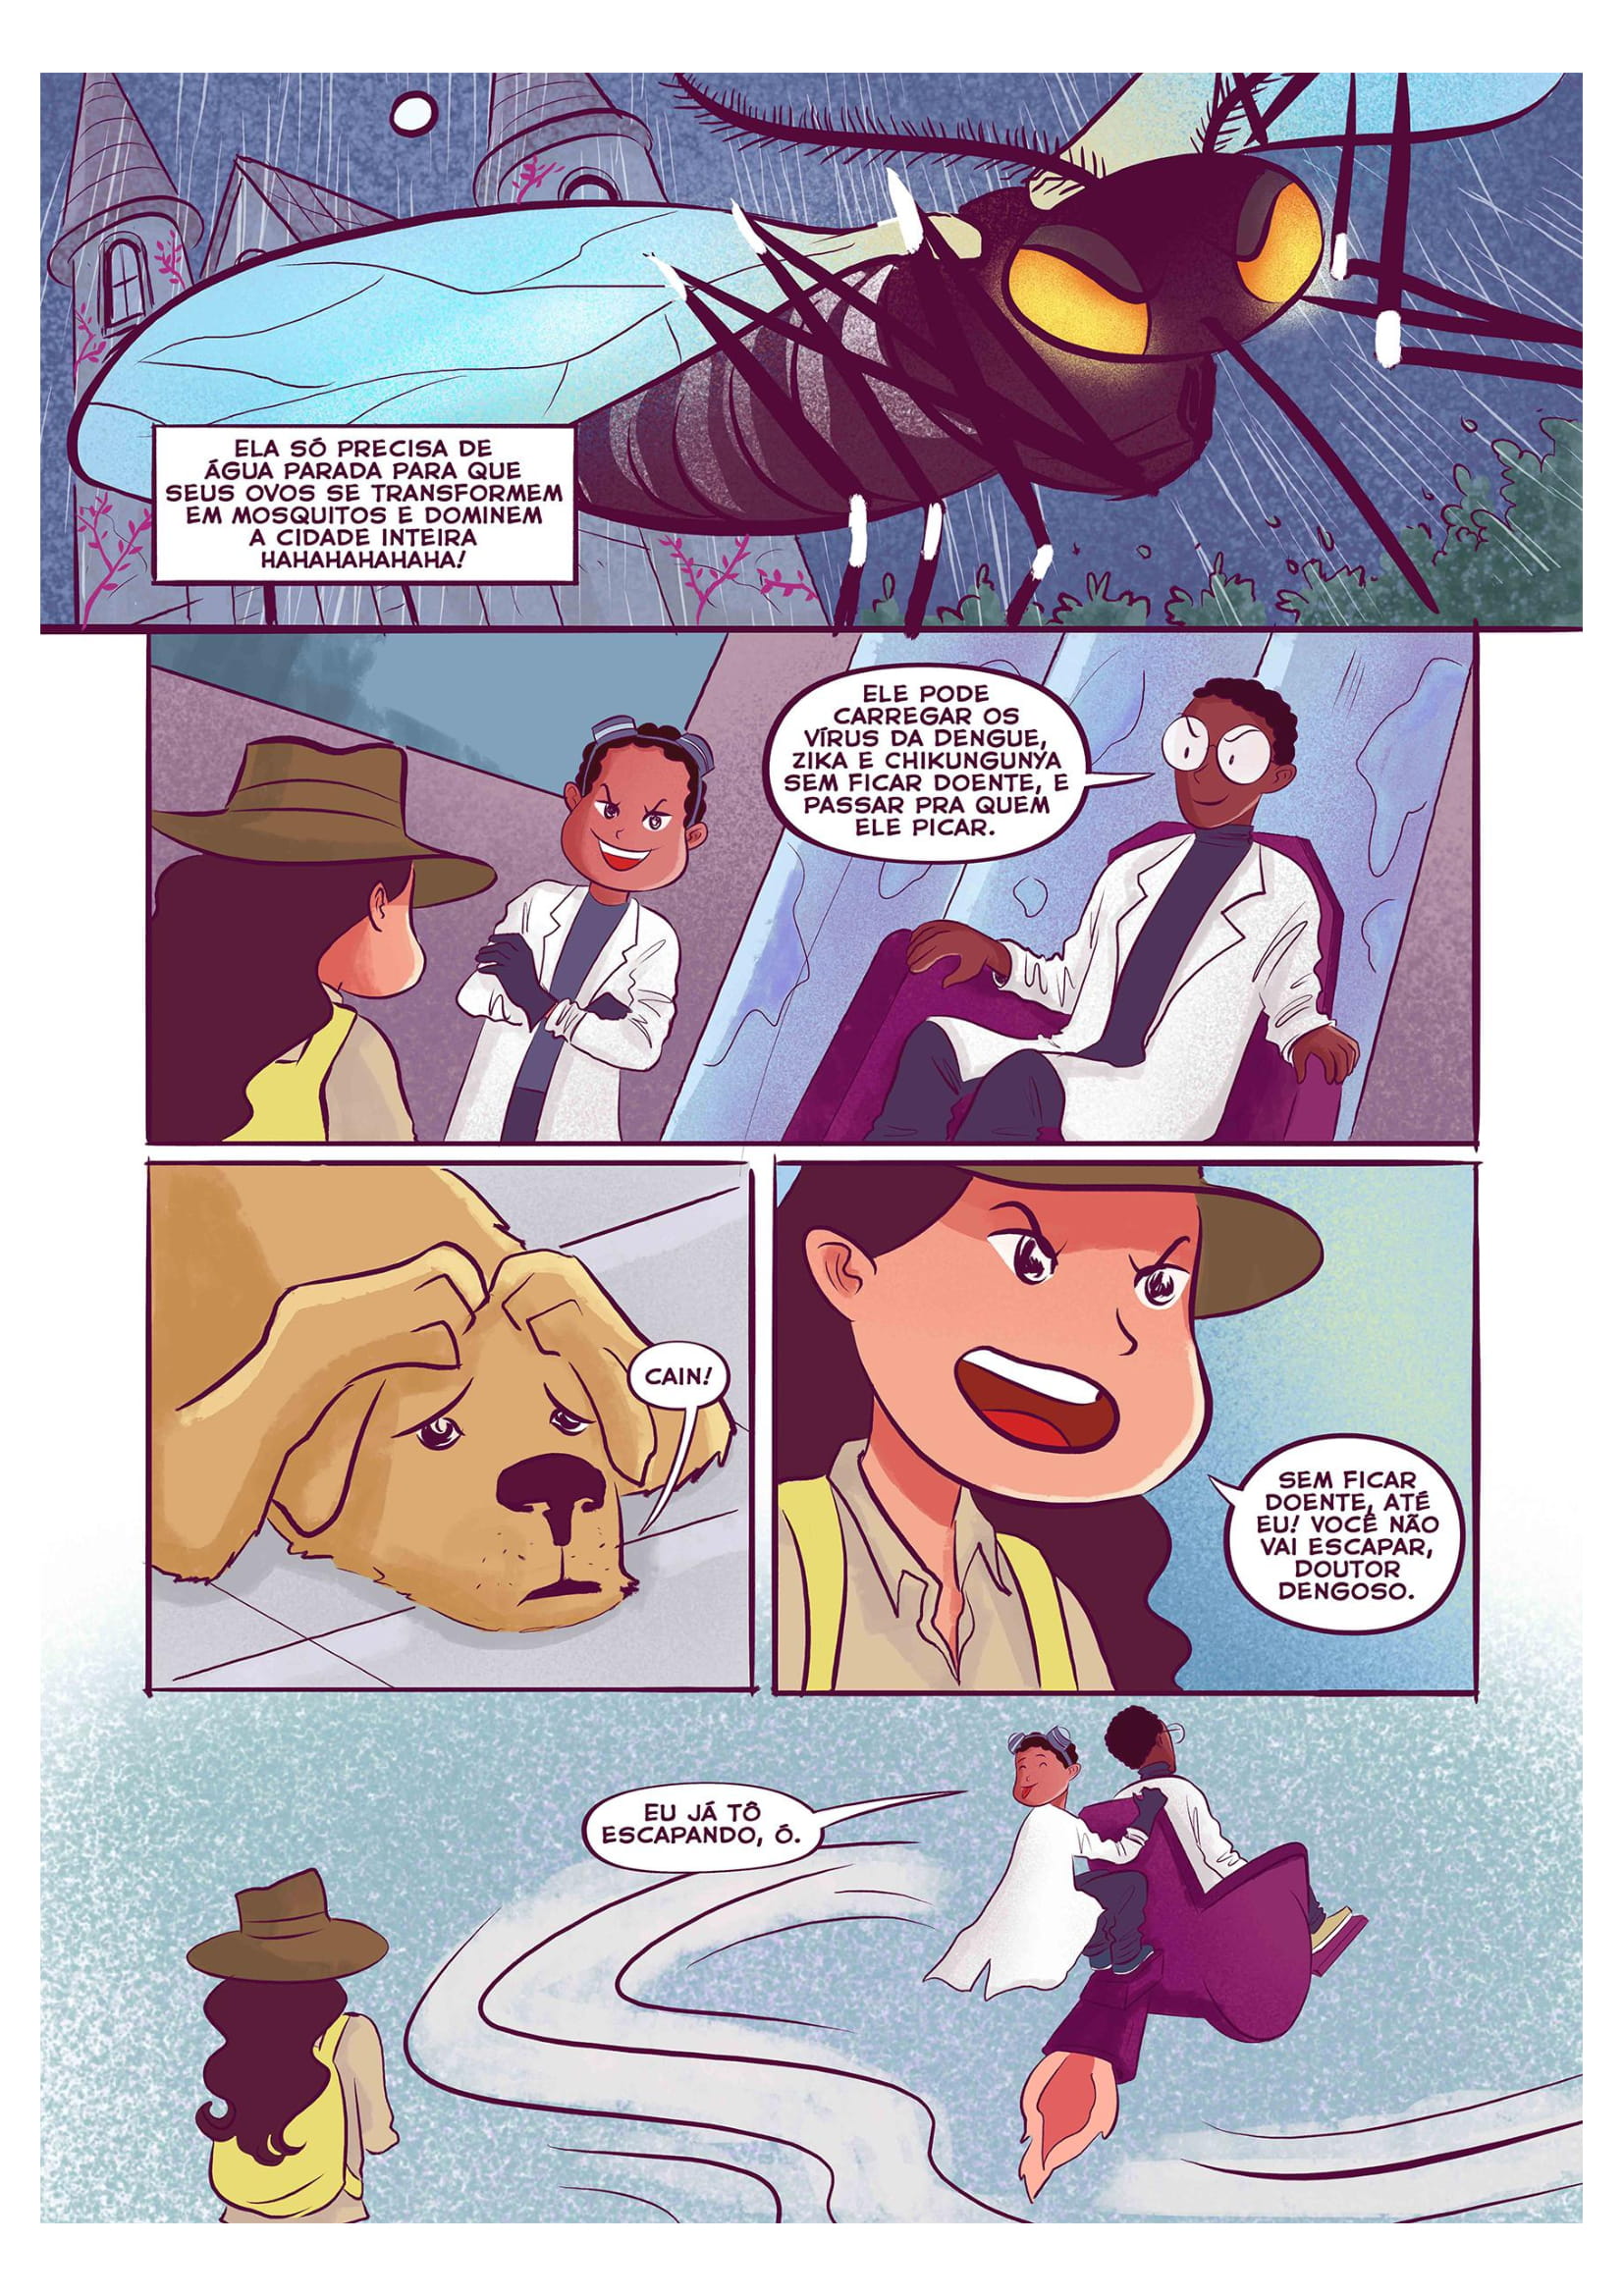 ELA SÓ PRECISA DE
ÁGUA PARADA PARA QUE
SEUS OVOS SE TRANSFORMEM
EM MOSQUITOS E DOMINEM
A CIDADE INTEIRA
HAHAHAHAHAHA!
ELE PODE
CARREGAR OS
VÍRUS DA DENGUE,
ZIKA E CHIKUNGUNYA
SEM FICAR DOENTE, E
PASSAR PRA QUEM
ELE PICAR.
CAIN!
SEM FICAR
DOENTE, ATÉ
EU! VOCÊ NÃO
VAI ESCAPAR,
DOUTOR
DENGOSO.
EU JÁ TÔ
ESCAPANDO, Ó.